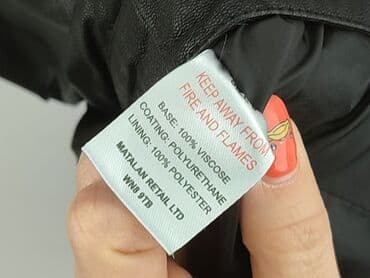 KEEP AWAY FROM
FIRE AND FLAMES
BASE: 100% VISCOSE
COATING: POLYURETHANE
LINING: 100% POLYESTER
MATALAN RETAIL LTD
WN8 9TB